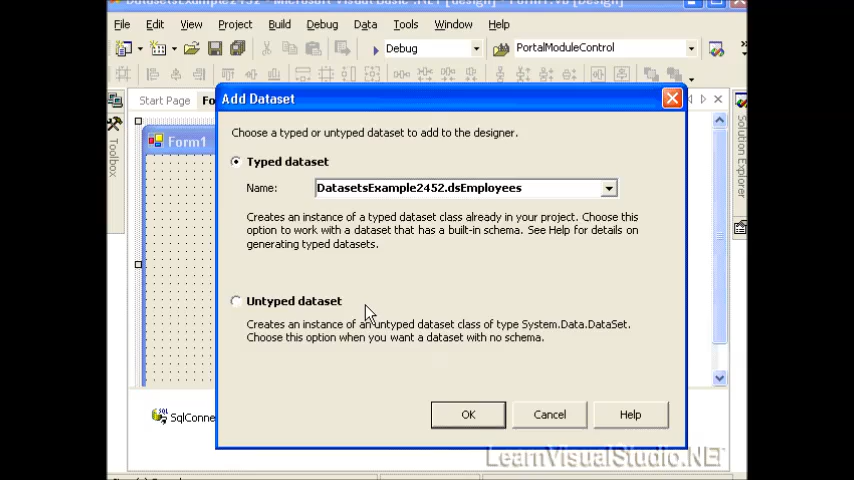 DatasetsExample2452 - Microsoft Visual Basic .NET [design] - Form1.vb [Design]
File Edit View Project Build Debug Data Tools Window Help
Debug PortalModuleControl
Start Page Fo
Add Dataset
Choose a typed or untyped dataset to add to the designer.
Form1
Typed dataset
Name: DatasetsExample2452.dsEmployees
Toolbox
Solution Explorer
Creates an instance of a typed dataset class already in your project. Choose this
option to work with a dataset that has a built-in schema. See Help for details on
generating typed datasets.
Untyped dataset
Creates an instance of an untyped dataset class of type System.Data.DataSet.
Choose this option when you want a dataset with no schema.
SqlConne
OK Cancel Help
LearnVisualStudio.NET